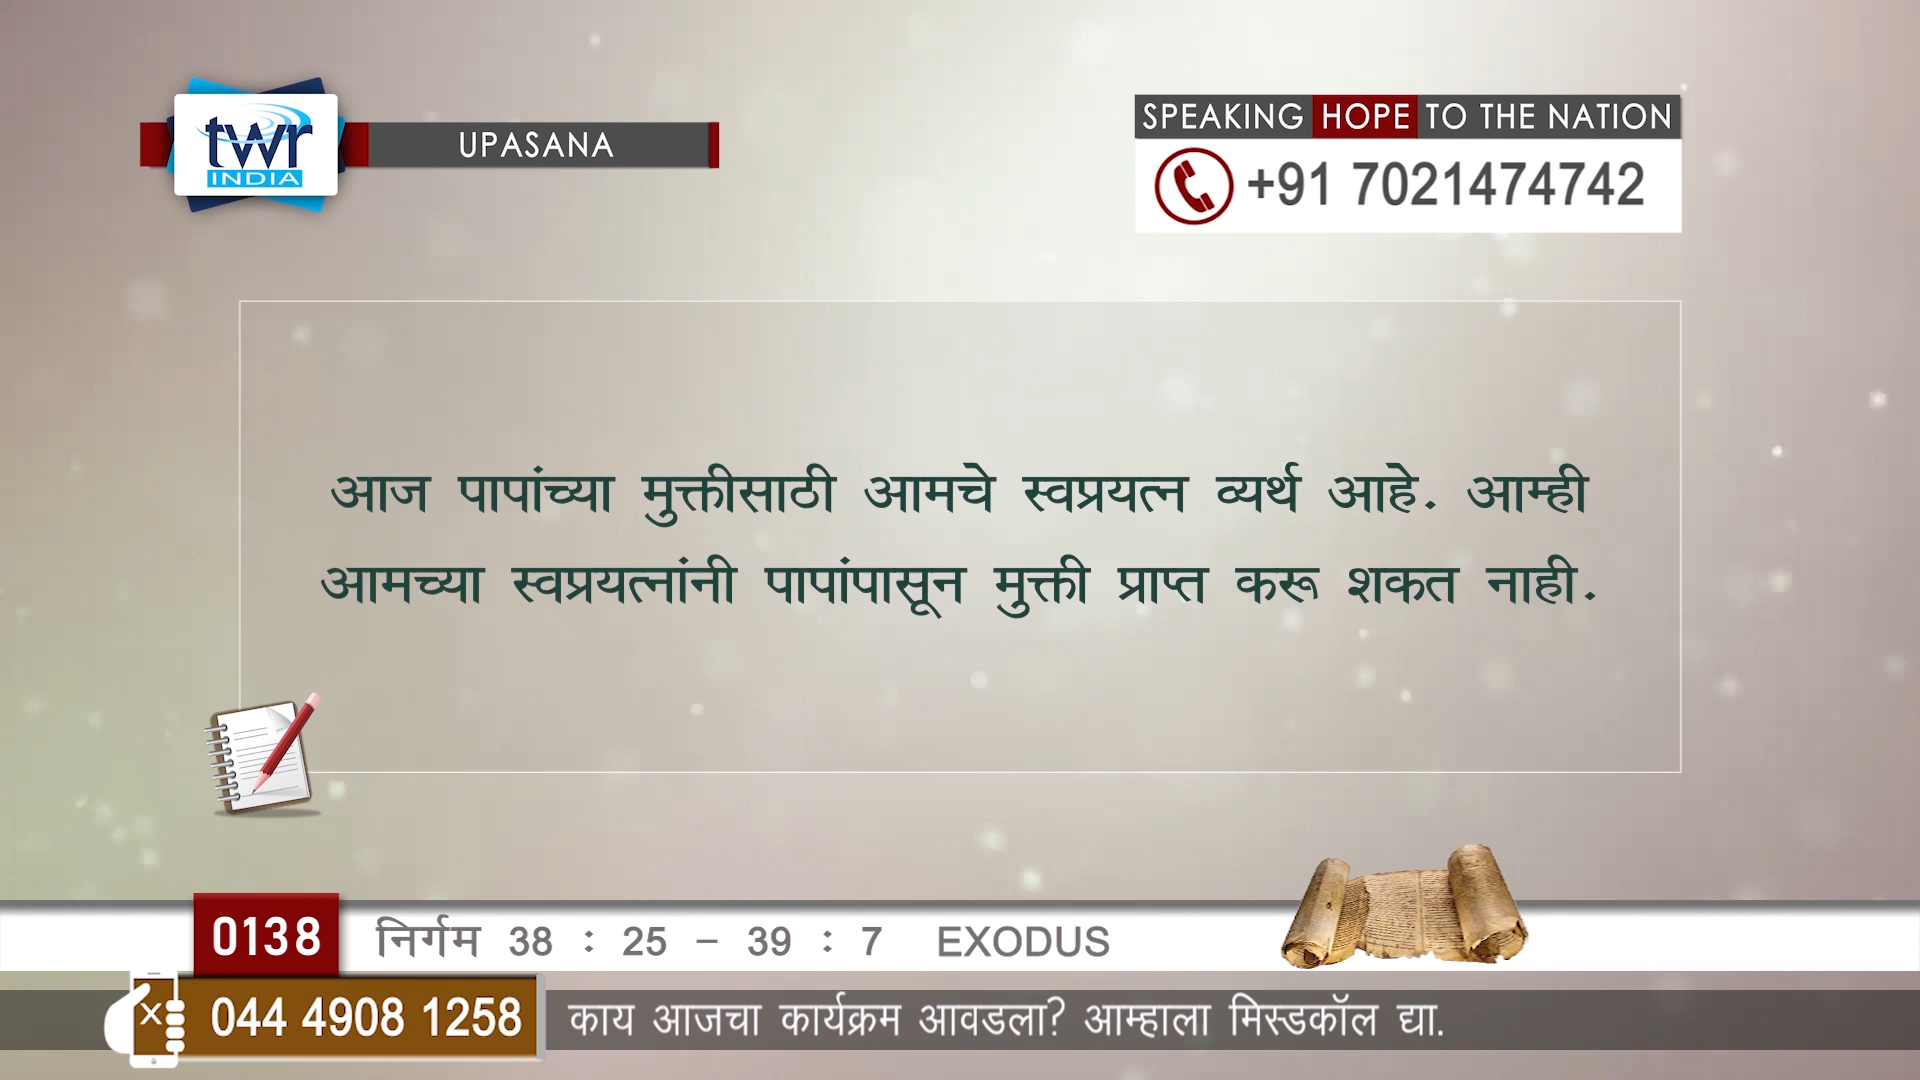 twr
INDIA
UPASANA
SPEAKING HOPE TO THE NATION
+91 7021474742
आज पापांच्या मुक्तीसाठी आमचे स्वप्रयत्न व्यर्थ आहे. आम्ही
आमच्या स्वप्रयत्नांनी पापांपासून मुक्ती प्राप्त करू शकत नाही.
0138 निर्गम 38 : 25 - 39 : 7 EXODUS
044 4908 1258 काय आजचा कार्यक्रम आवडला? आम्हाला मिस्डकॉल द्या.